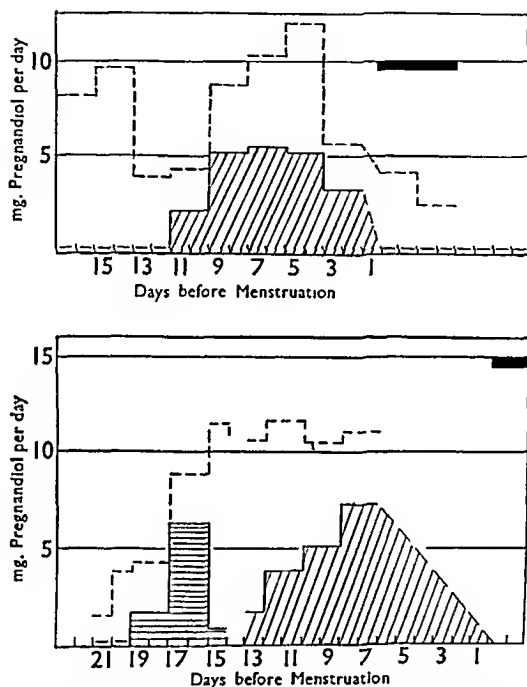 mg. Pregnandiol per day
10
5
15 13 11 9 7 5 3 1
Days before Menstruation
mg. Pregnandiol per day
15
10
5
21 19 17 15 13 11 9 7 5 3 1
Days before Menstruation